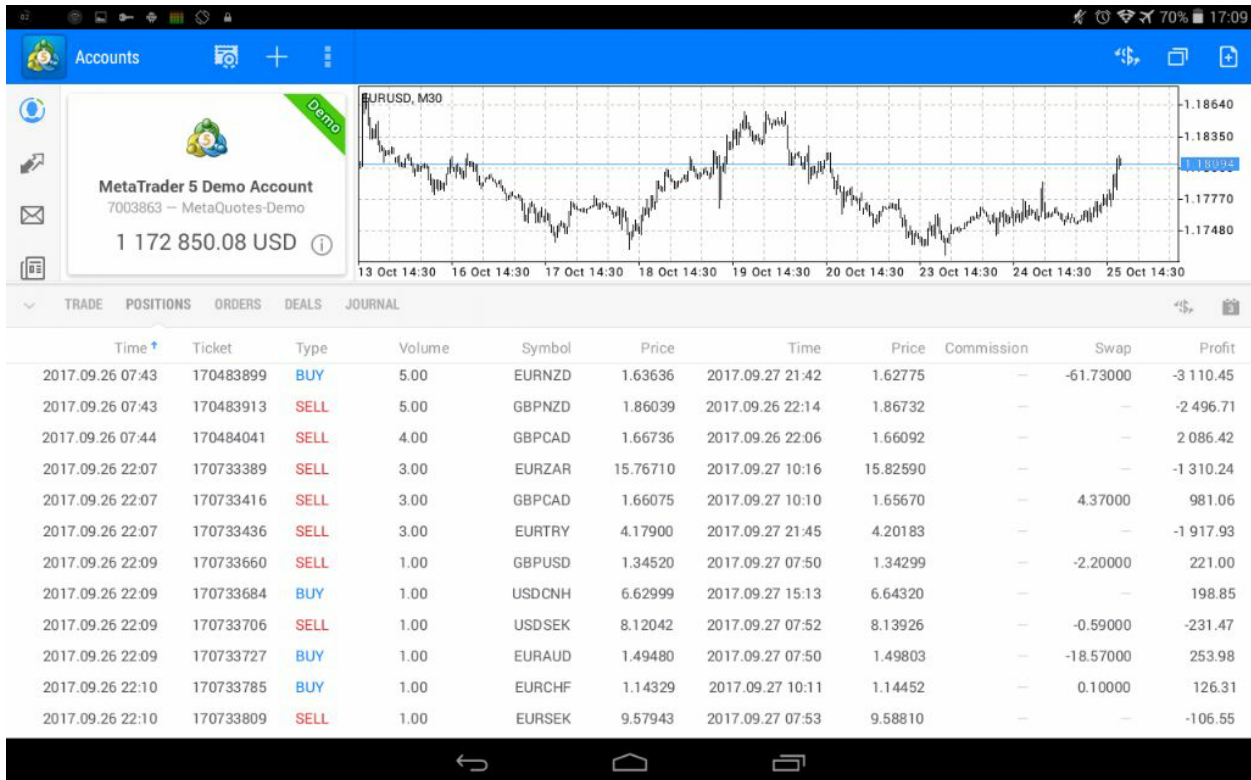 70% 17:09
Accounts
Demo
MetaTrader 5 Demo Account
7003863 — MetaQuotes-Demo
1 172 850.08 USD
EURUSD, M30
1.18640
1.18350
1.18094
1.17770
1.17480
13 Oct 14:30 16 Oct 14:30 17 Oct 14:30 18 Oct 14:30 19 Oct 14:30 20 Oct 14:30 23 Oct 14:30 24 Oct 14:30 25 Oct 14:30
TRADE POSITIONS ORDERS DEALS JOURNAL
Time Ticket Type Volume Symbol Price Time Price Commission Swap Profit
2017.09.26 07:43 170483899 BUY 5.00 EURNZD 1.63636 2017.09.27 21:42 1.62775 — -61.73000 -3 110.45
2017.09.26 07:43 170483913 SELL 5.00 GBPNZD 1.86039 2017.09.26 22:14 1.86732 — — -2 496.71
2017.09.26 07:44 170484041 SELL 4.00 GBPCAD 1.66736 2017.09.26 22:06 1.66092 — — 2 086.42
2017.09.26 22:07 170733389 SELL 3.00 EURZAR 15.76710 2017.09.27 10:16 15.82590 — — -1 310.24
2017.09.26 22:07 170733416 SELL 3.00 GBPCAD 1.66075 2017.09.27 10:10 1.65670 — 4.37000 981.06
2017.09.26 22:07 170733436 SELL 3.00 EURTRY 4.17900 2017.09.27 21:45 4.20183 — — -1 917.93
2017.09.26 22:09 170733660 SELL 1.00 GBPUSD 1.34520 2017.09.27 07:50 1.34299 — -2.20000 221.00
2017.09.26 22:09 170733684 BUY 1.00 USDCNH 6.62999 2017.09.27 15:13 6.64320 — — 198.85
2017.09.26 22:09 170733706 SELL 1.00 USDSEK 8.12042 2017.09.27 07:52 8.13926 — -0.59000 -231.47
2017.09.26 22:09 170733727 BUY 1.00 EURAUD 1.49480 2017.09.27 07:50 1.49803 — -18.57000 253.98
2017.09.26 22:10 170733785 BUY 1.00 EURCHF 1.14329 2017.09.27 10:11 1.14452 — 0.10000 126.31
2017.09.26 22:10 170733809 SELL 1.00 EURSEK 9.57943 2017.09.27 07:53 9.58810 — — -106.55